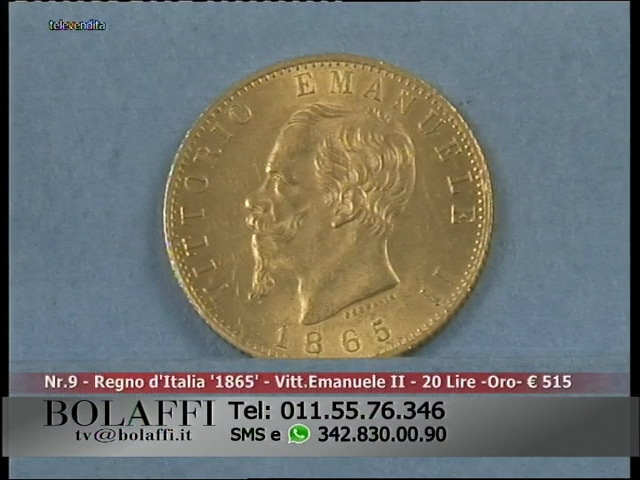 televendita
VITTORIO EMANUELE II
FERRARIS
1865
Nr.9 - Regno d'Italia '1865' - Vitt.Emanuele II - 20 Lire -Oro- € 515
BOLAFFI Tel: 011.55.76.346
tv@bolaffi.it SMS e 342.830.00.90